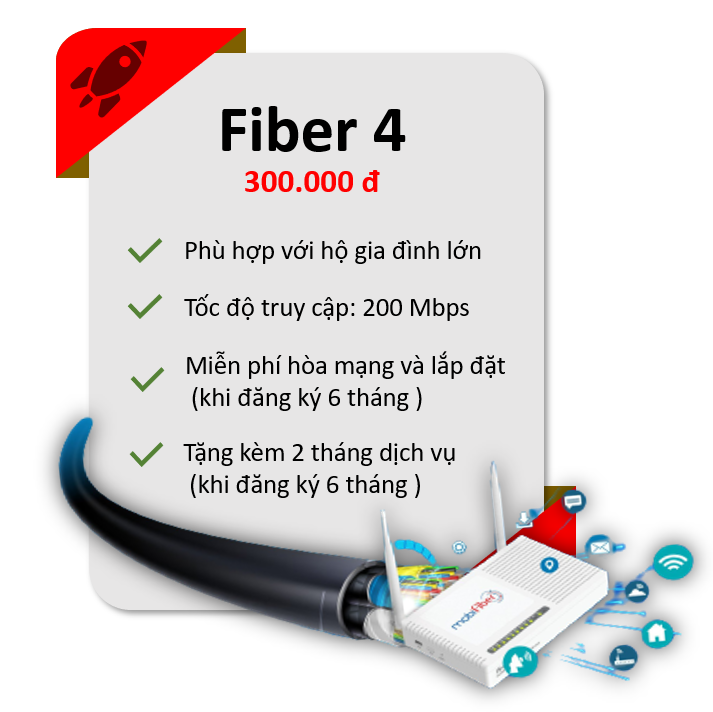 Fiber 4
300.000 đ
Phù hợp với hộ gia đình lớn
Tốc độ truy cập: 200 Mbps
Miễn phí hòa mạng và lắp đặt
(khi đăng ký 6 tháng )
Tặng kèm 2 tháng dịch vụ
(khi đăng ký 6 tháng )
mobifiber